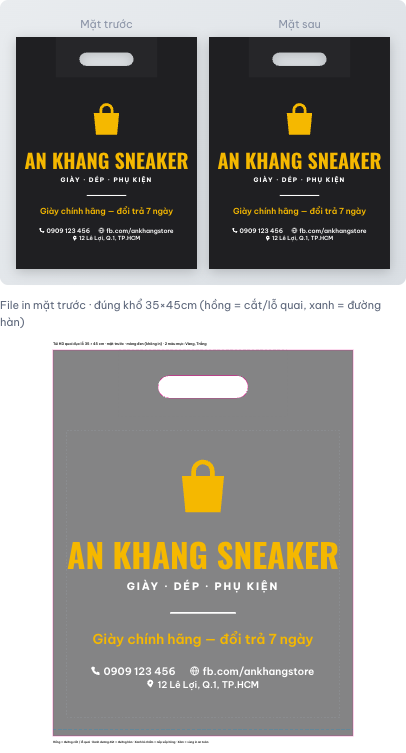 Mặt trước
Mặt sau
AN KHANG SNEAKER
GIÀY · DÉP · PHỤ KIỆN
Giày chính hãng — đổi trả 7 ngày
0909 123 456 fb.com/ankhangstore
12 Lê Lợi, Q.1, TP.HCM
AN KHANG SNEAKER
GIÀY · DÉP · PHỤ KIỆN
Giày chính hãng — đổi trả 7 ngày
0909 123 456 fb.com/ankhangstore
12 Lê Lợi, Q.1, TP.HCM
File in mặt trước · đúng khổ 35×45cm (hồng = cắt/lỗ quai, xanh = đường
hàn)
AN KHANG SNEAKER
GIÀY · DÉP · PHỤ KIỆN
Giày chính hãng — đổi trả 7 ngày
0909 123 456 fb.com/ankhangstore
12 Lê Lợi, Q.1, TP.HCM